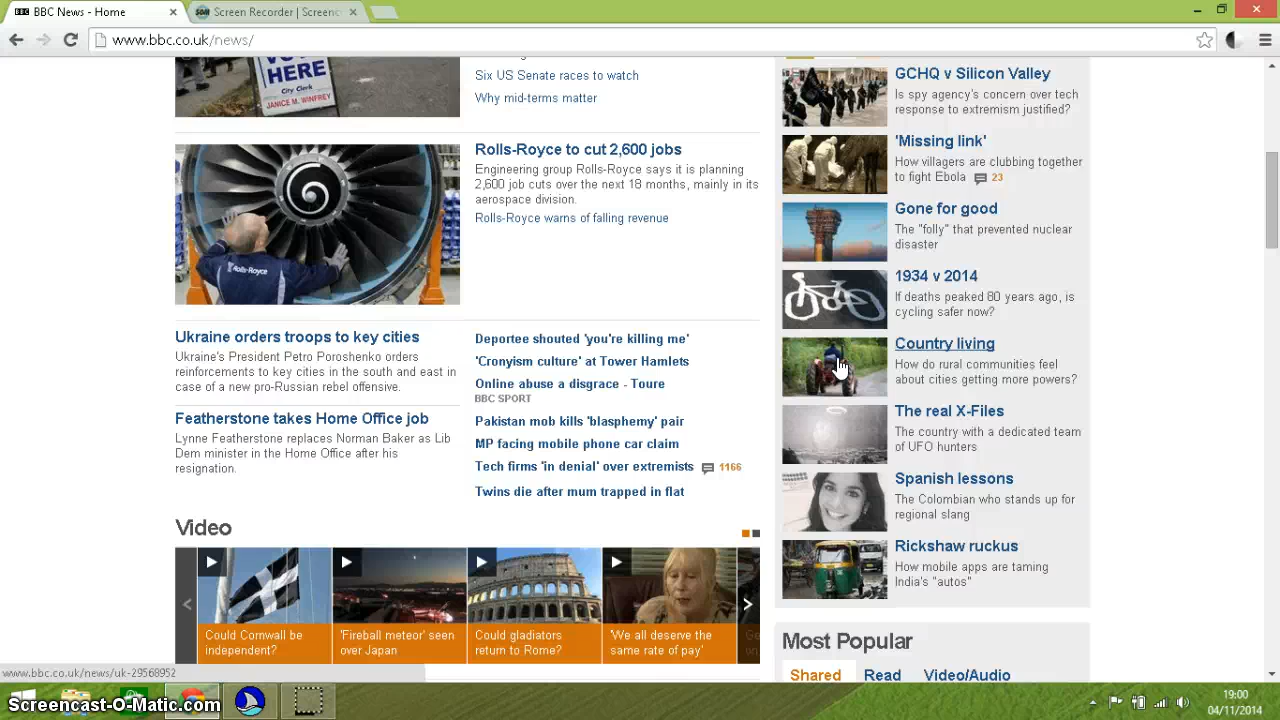 BBC News - Home
Screen Recorder | Screenc
www.bbc.co.uk/news/
HERE
City Clerk
JANICE M. WINFREY
Six US Senate races to watch
Why mid-terms matter
Rolls-Royce to cut 2,600 jobs
Engineering group Rolls-Royce says it is planning
2,600 job cuts over the next 18 months, mainly in its
aerospace division.
Rolls-Royce warns of falling revenue
Rolls-Royce
Ukraine orders troops to key cities
Ukraine's President Petro Poroshenko orders
reinforcements to key cities in the south and east in
case of a new pro-Russian rebel offensive.
Featherstone takes Home Office job
Lynne Featherstone replaces Norman Baker as Lib
Dem minister in the Home Office after his
resignation.
Deportee shouted 'you're killing me'
'Cronyism culture' at Tower Hamlets
Online abuse a disgrace - Toure
BBC SPORT
Pakistan mob kills 'blasphemy' pair
MP facing mobile phone car claim
Tech firms 'in denial' over extremists 1166
Twins die after mum trapped in flat
Video
Could Cornwall be
independent?
'Fireball meteor' seen
over Japan
Could gladiators
return to Rome?
'We all deserve the
same rate of pay'
GCHQ v Silicon Valley
Is spy agency's concern over tech
response to extremism justified?
'Missing link'
How villagers are clubbing together
to fight Ebola 23
Gone for good
The "folly" that prevented nuclear
disaster
1934 v 2014
If deaths peaked 80 years ago, is
cycling safer now?
Country living
How do rural communities feel
about cities getting more powers?
The real X-Files
The country with a dedicated team
of UFO hunters
Spanish lessons
The Colombian who stands up for
regional slang
Rickshaw ruckus
How mobile apps are taming
India's "autos"
Most Popular
Shared Read Video/Audio
www.bbc.co.uk/news/uk-29568952
Screencast-O-Matic.com
19:00
04/11/2014